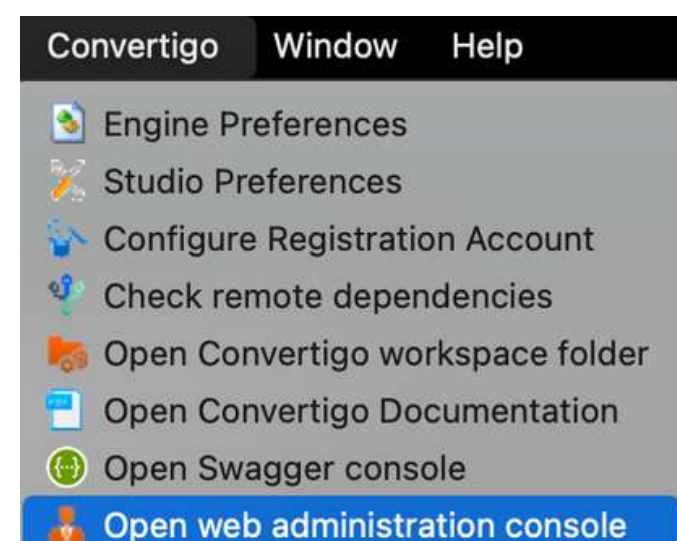 Convertigo Window Help
Engine Preferences
Studio Preferences
Configure Registration Account
Check remote dependencies
Open Convertigo workspace folder
Open Convertigo Documentation
Open Swagger console
Open web administration console